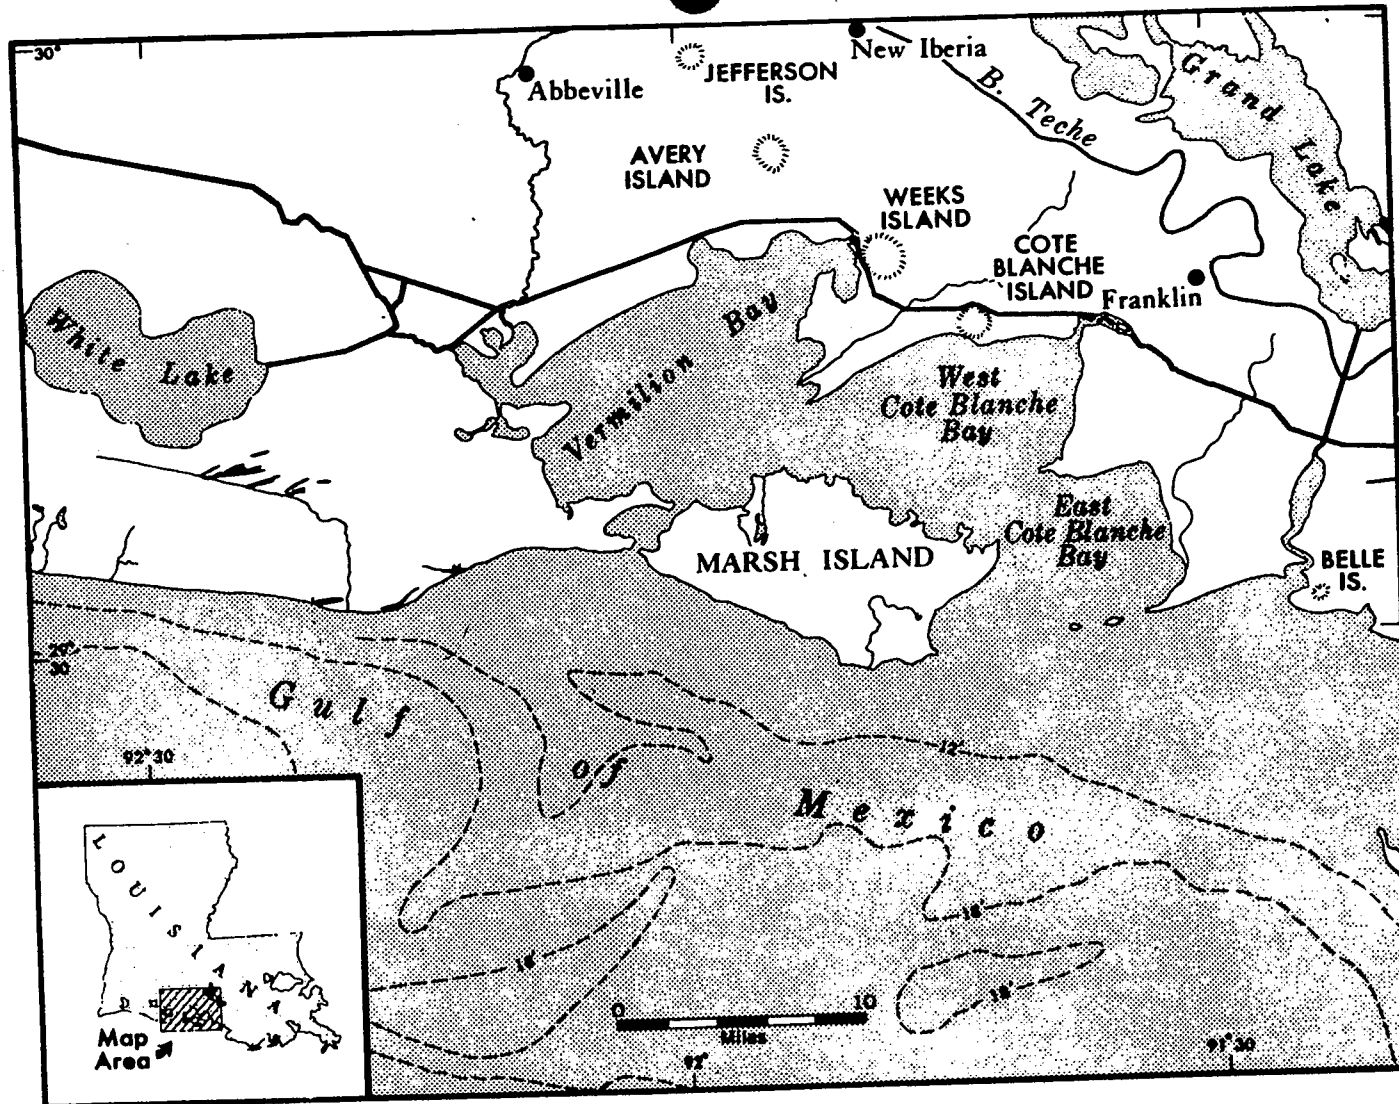 30°
New Iberia
JEFFERSON
IS.
Abbeville
B. Teche
Grand Lake
AVERY
ISLAND
WEEKS
ISLAND
COTE
BLANCHE
ISLAND
Franklin
White Lake
Vermilion Bay
West
Cote Blanche
Bay
East
Cote Blanche
Bay
MARSH ISLAND
BELLE
IS.
29°
30
Gulf
of
Mexico
92°30
12'
18'
18'
18'
LOUISIANA
Map
Area
0
10
Miles
92°
91°30